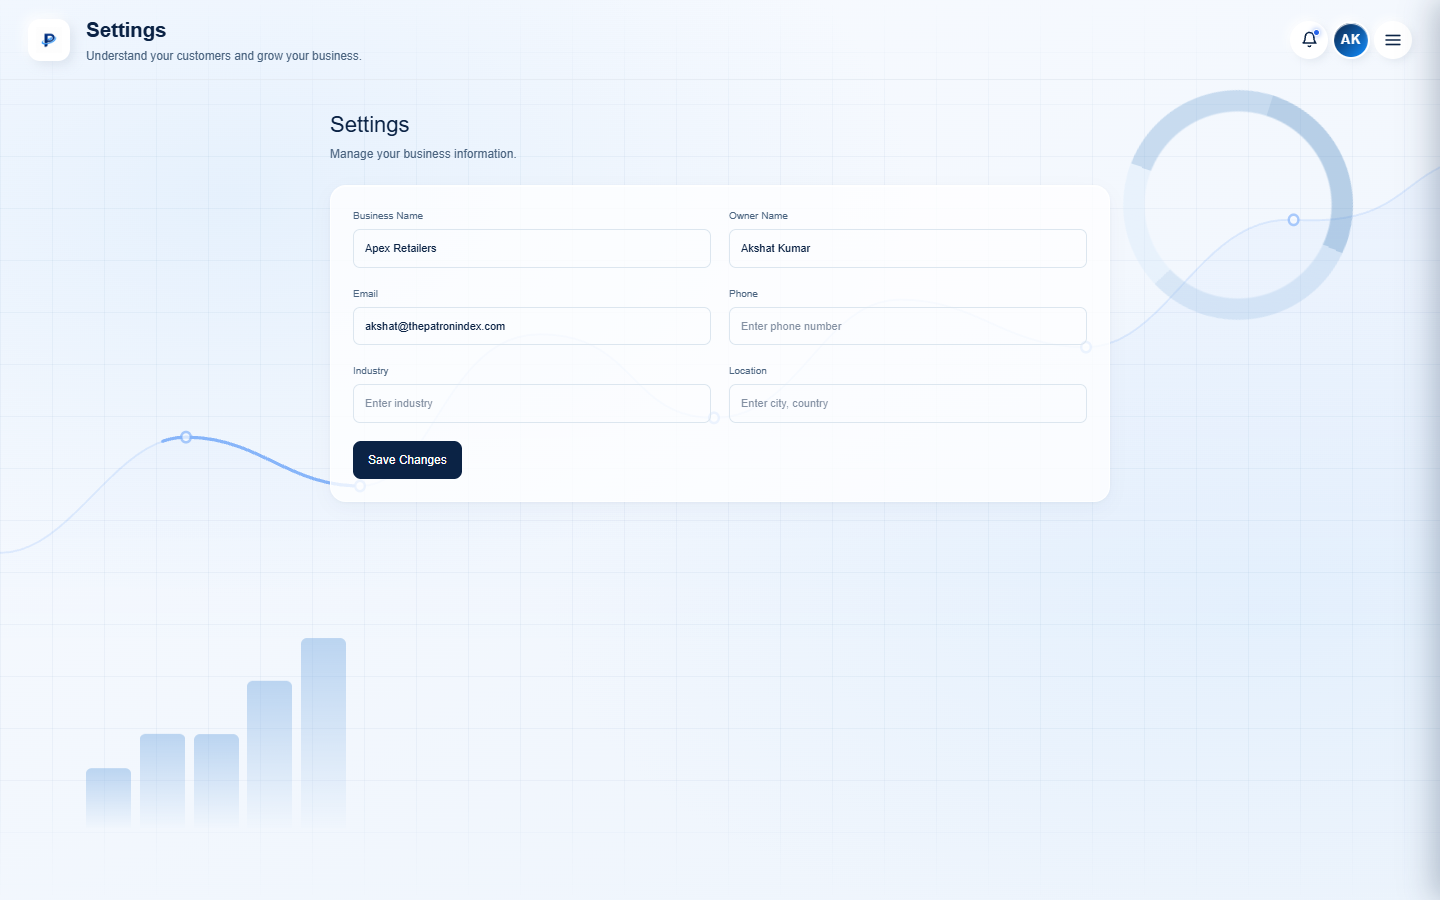 P
Settings
Understand your customers and grow your business.
AK
Settings
Manage your business information.
Business Name
Owner Name
Apex Retailers
Akshat Kumar
Email
Phone
akshat@thepatronindex.com
Enter phone number
Industry
Location
Enter industry
Enter city, country
Save Changes